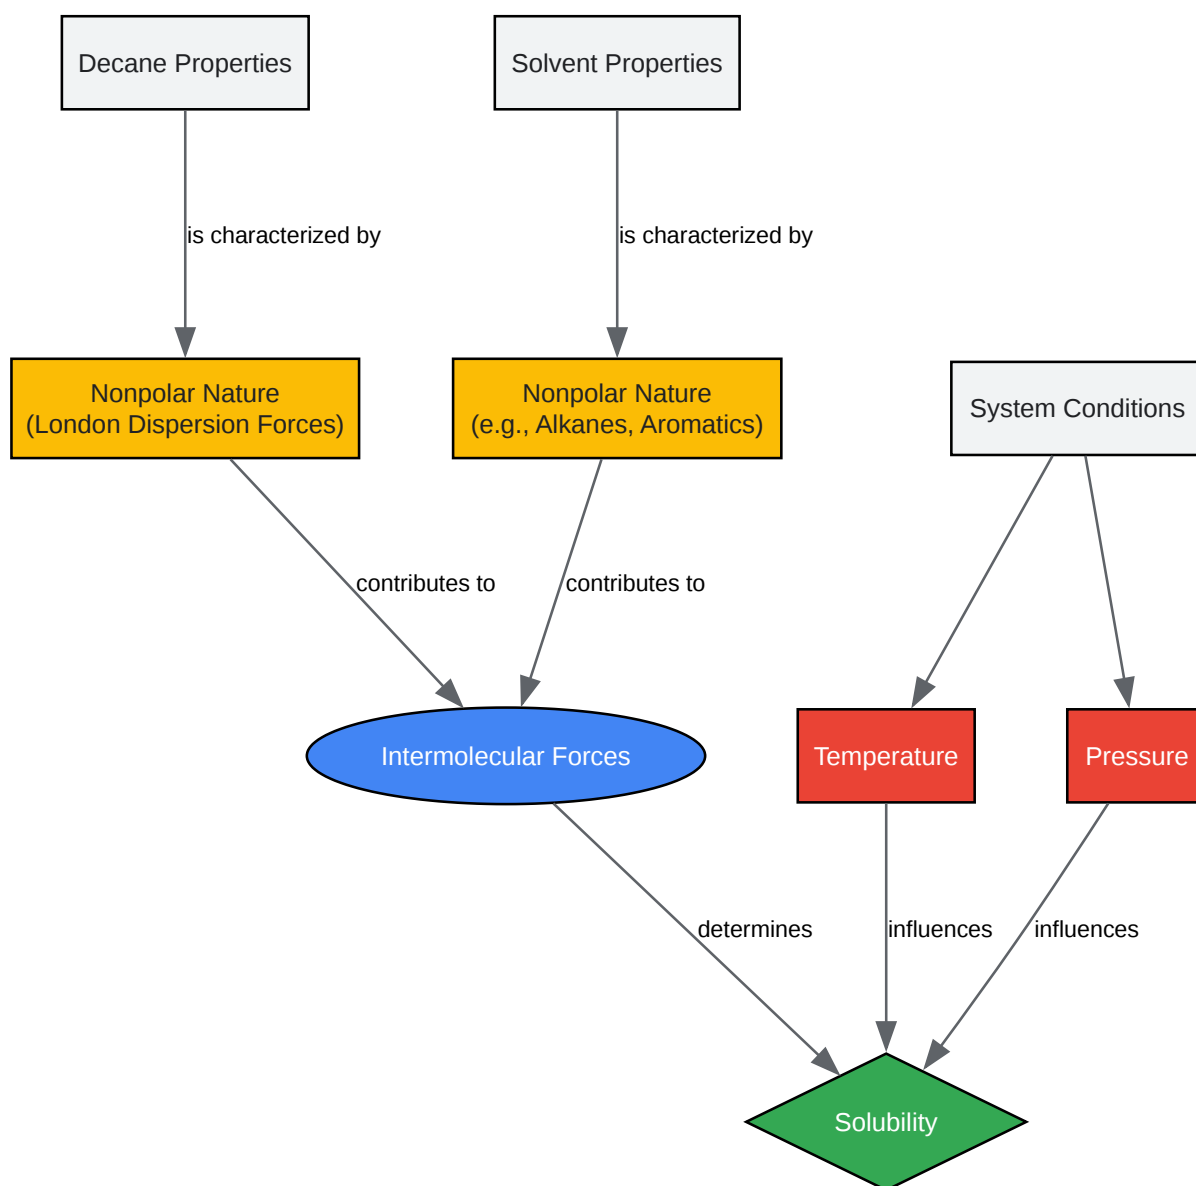 Decane Properties
Solvent Properties
is characterized by
is characterized by
Nonpolar Nature
(London Dispersion Forces)
Nonpolar Nature
(e.g., Alkanes, Aromatics)
System Conditions
contributes to
contributes to
Intermolecular Forces
Temperature
Pressure
determines
influences
influences
Solubility